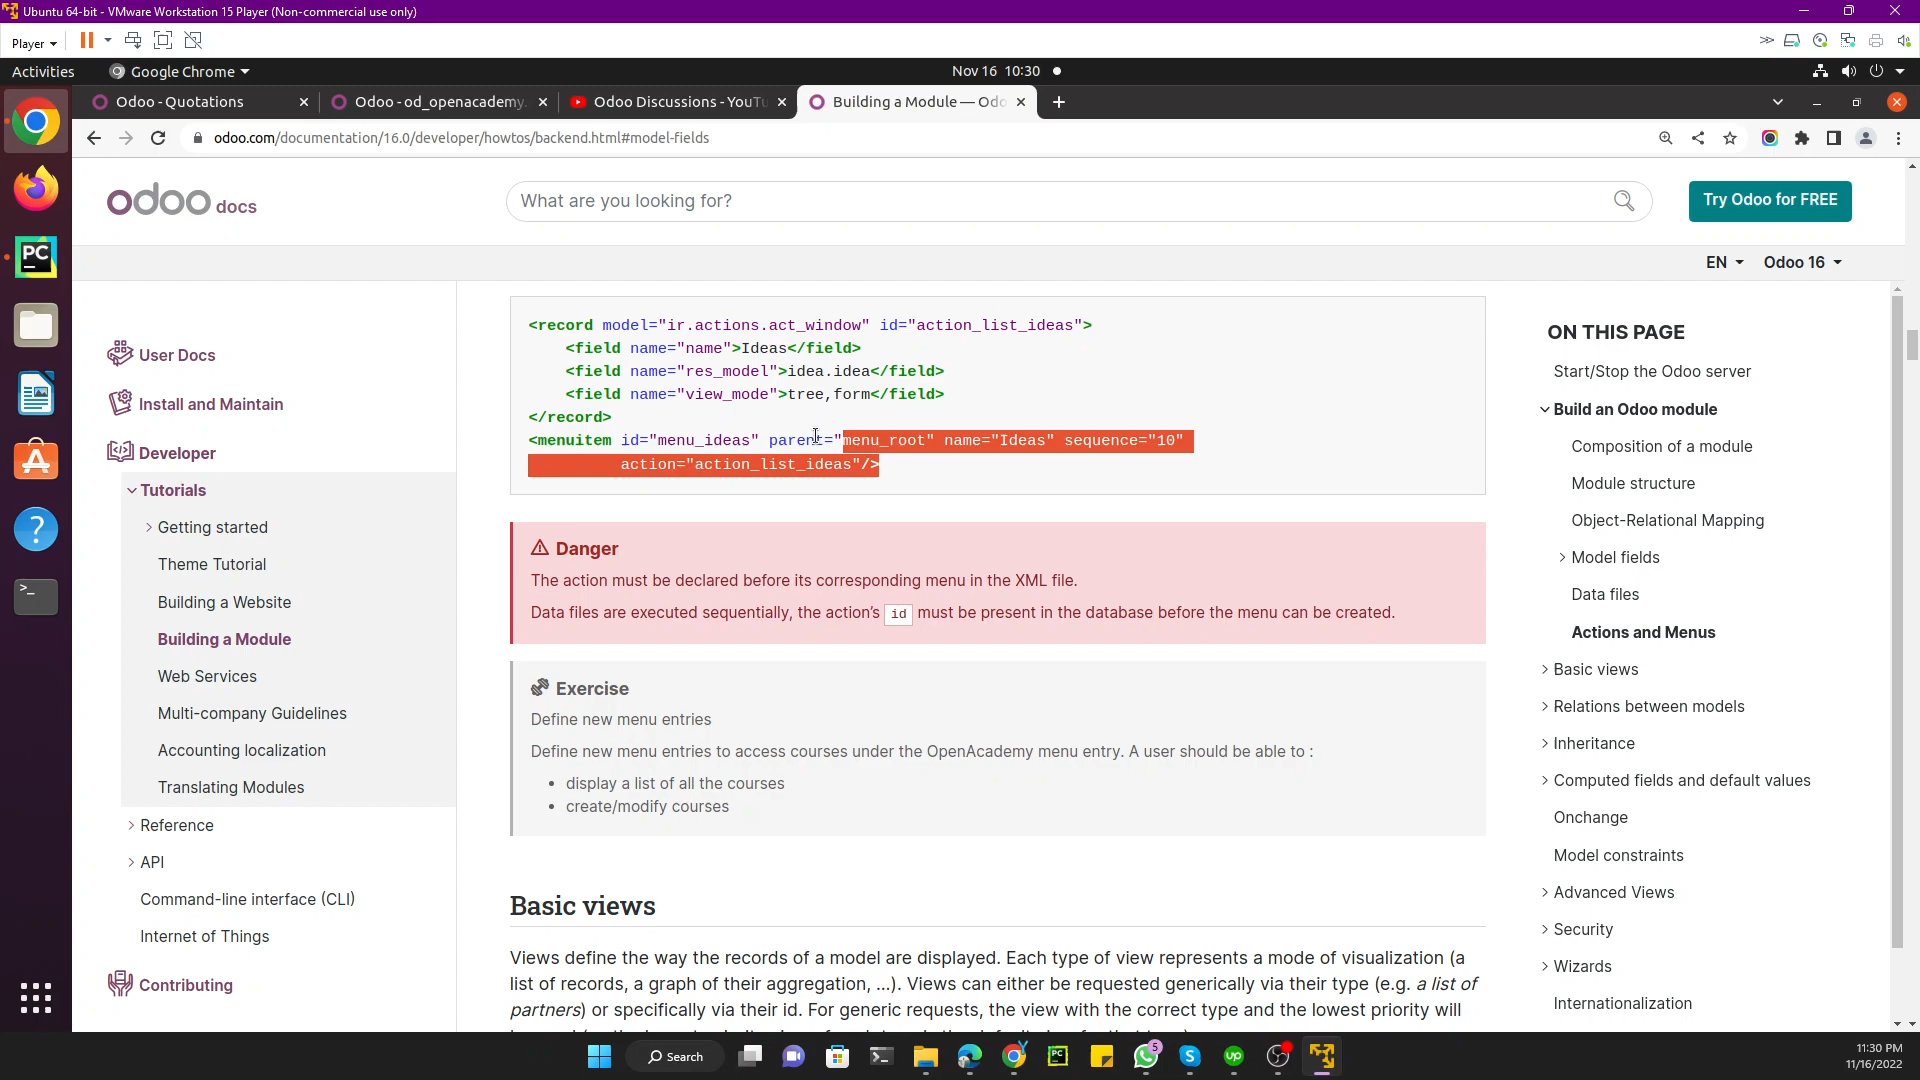 Ubuntu 64-bit - VMware Workstation 15 Player (Non-commercial use only)
Player
Activities
Google Chrome
Nov 16 10:30
Odoo - Quotations
Odoo - od_openacademy.
Odoo Discussions - YouTu
Building a Module — Odo
odoo.com/documentation/16.0/developer/howtos/backend.html#model-fields
odoo docs
What are you looking for?
Try Odoo for FREE
EN
Odoo 16
User Docs
Install and Maintain
Developer
Tutorials
Getting started
Theme Tutorial
Building a Website
Building a Module
Web Services
Multi-company Guidelines
Accounting localization
Translating Modules
Reference
API
Command-line interface (CLI)
Internet of Things
Contributing
<record model="ir.actions.act_window" id="action_list_ideas">
<field name="name">Ideas</field>
<field name="res_model">idea.idea</field>
<field name="view_mode">tree,form</field>
</record>
<menuitem id="menu_ideas" parent="menu_root" name="Ideas" sequence="10"
action="action_list_ideas"/>
Danger
The action must be declared before its corresponding menu in the XML file.
Data files are executed sequentially, the action's id must be present in the database before the menu can be created.
Exercise
Define new menu entries
Define new menu entries to access courses under the OpenAcademy menu entry. A user should be able to :
• display a list of all the courses
• create/modify courses
Basic views
Views define the way the records of a model are displayed. Each type of view represents a mode of visualization (a
list of records, a graph of their aggregation, …). Views can either be requested generically via their type (e.g. a list of
partners) or specifically via their id. For generic requests, the view with the correct type and the lowest priority will
ON THIS PAGE
Start/Stop the Odoo server
Build an Odoo module
Composition of a module
Module structure
Object-Relational Mapping
Model fields
Data files
Actions and Menus
Basic views
Relations between models
Inheritance
Computed fields and default values
Onchange
Model constraints
Advanced Views
Security
Wizards
Internationalization
PC
Search
PC
5
up
11:30 PM
11/16/2022